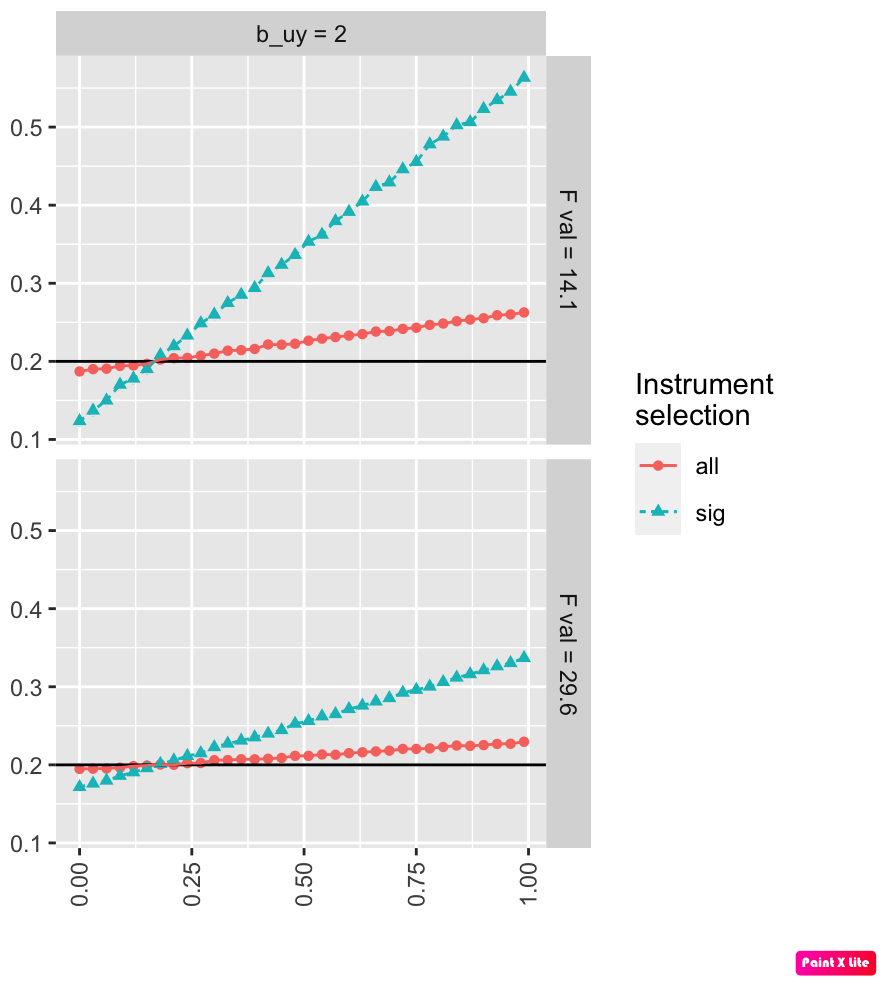 b_uy = 2
0.5
0.4
0.3
0.2
0.1
F val = 14.1
0.5
0.4
0.3
0.2
0.1
F val = 29.6
0.00
0.25
0.50
0.75
1.00
Instrument
selection
all
sig
Paint X Lite